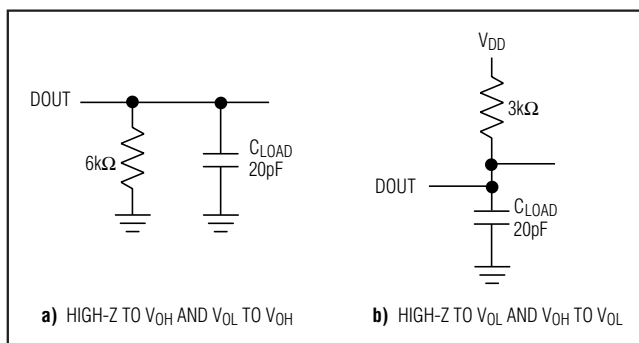 DOUT
6kΩ
CLOAD
20pF
a) HIGH-Z TO VOH AND VOL TO VOH
VDD
3kΩ
DOUT
CLOAD
20pF
b) HIGH-Z TO VOL AND VOH TO VOL